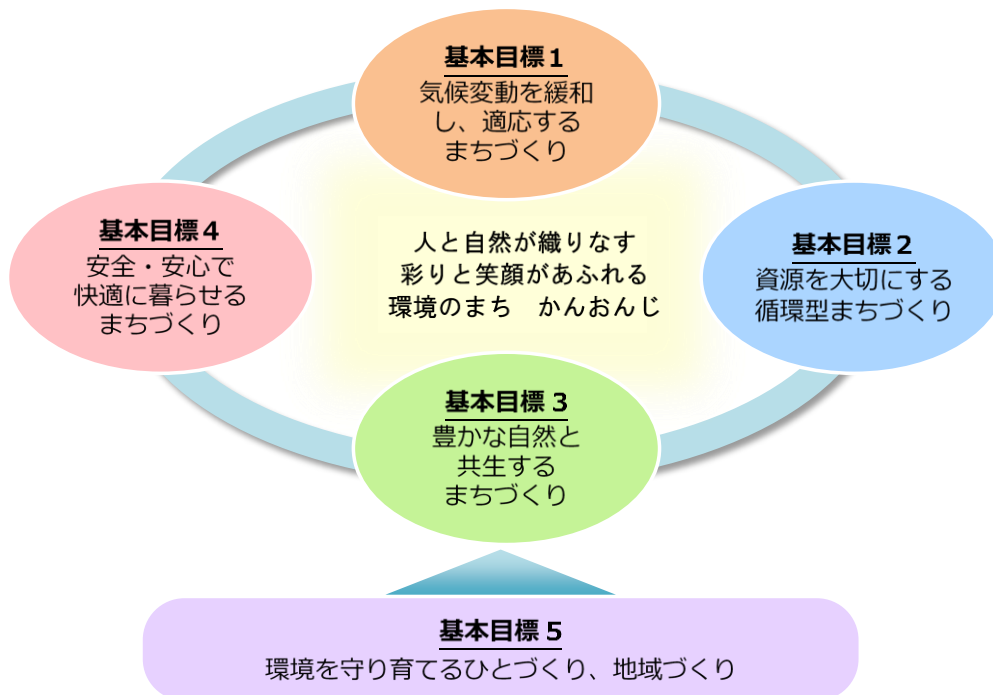 基本目標１
気候変動を緩和
し、適応する
まちづくり
基本目標４
安全・安心で
快適に暮らせる
まちづくり
人と自然が織りなす
彩りと笑顔があふれる
環境のまち　かんおんじ
基本目標２
資源を大切にする
循環型まちづくり
基本目標３
豊かな自然と
共生する
まちづくり
基本目標５
環境を守り育てるひとづくり、地域づくり